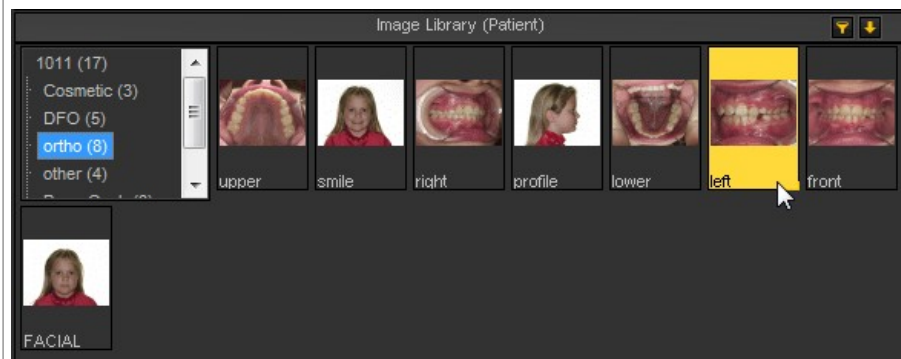 Image Library (Patient)
1011 (17)
Cosmetic (3)
DFO (5)
ortho (8)
other (4)
upper
smile
right
profile
lower
left
front
FACIAL